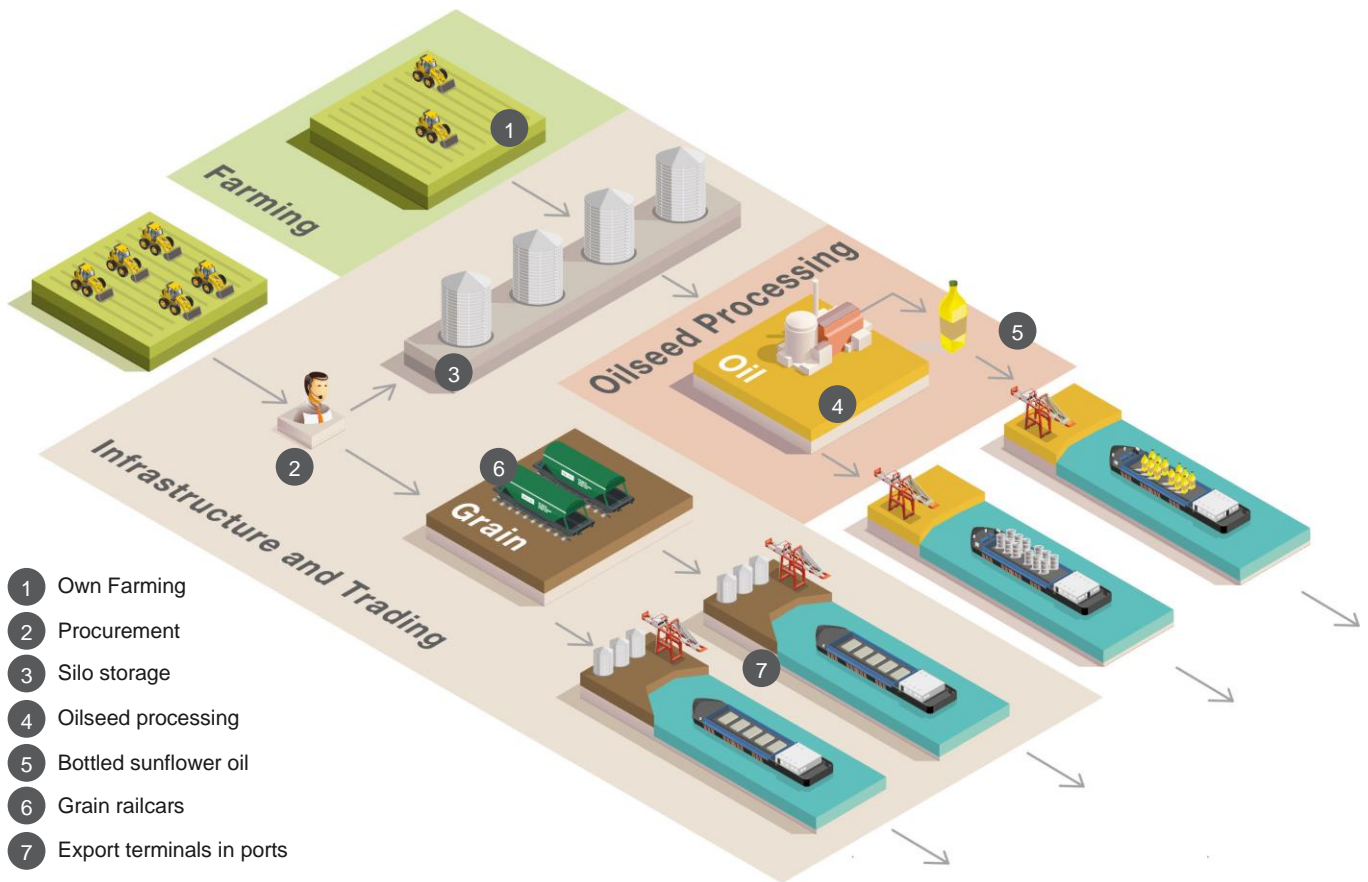 1
Farming
Oilseed Processing
5
Oil
4
3
2
6
Grain
Infrastructure and Trading
7
1 Own Farming
2 Procurement
3 Silo storage
4 Oilseed processing
5 Bottled sunflower oil
6 Grain railcars
7 Export terminals in ports